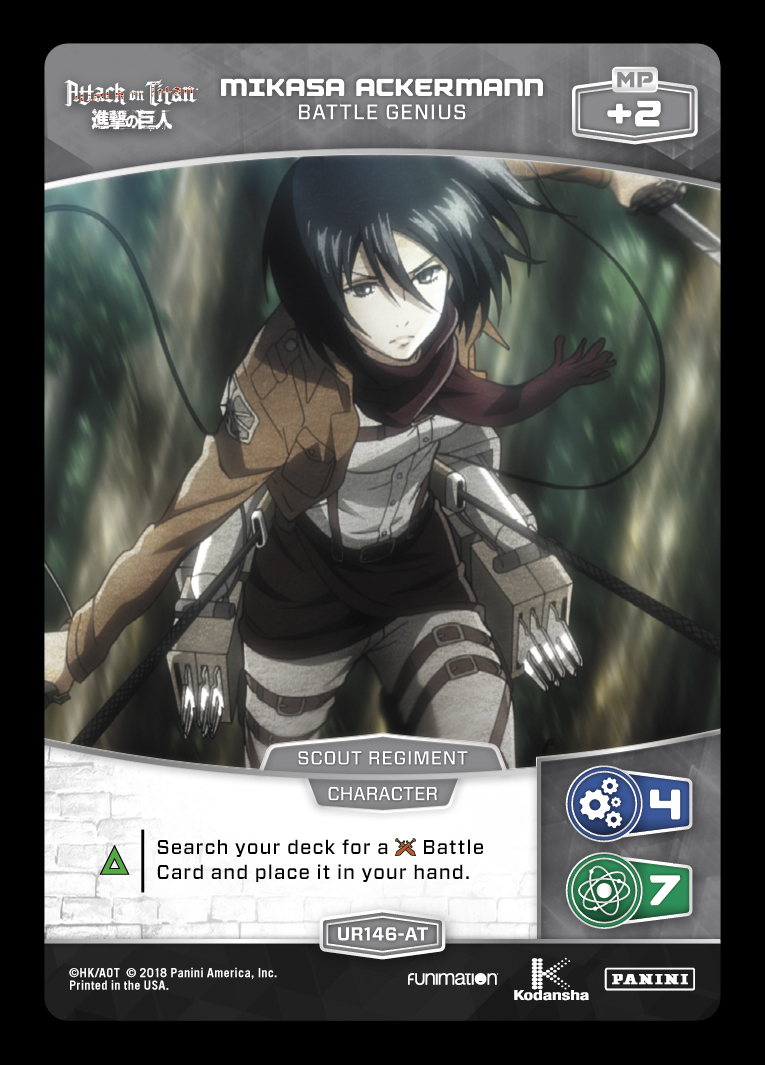 Attack on Titan
進撃の巨人
MIKASA ACKERMANN
BATTLE GENIUS
MP
+2
SCOUT REGIMENT
CHARACTER
Search your deck for a Battle
Card and place it in your hand.
4
7
UR146-AT
©HK/AOT © 2018 Panini America, Inc.
Printed in the USA.
FUNIMATION
K
Kodansha
PANINI